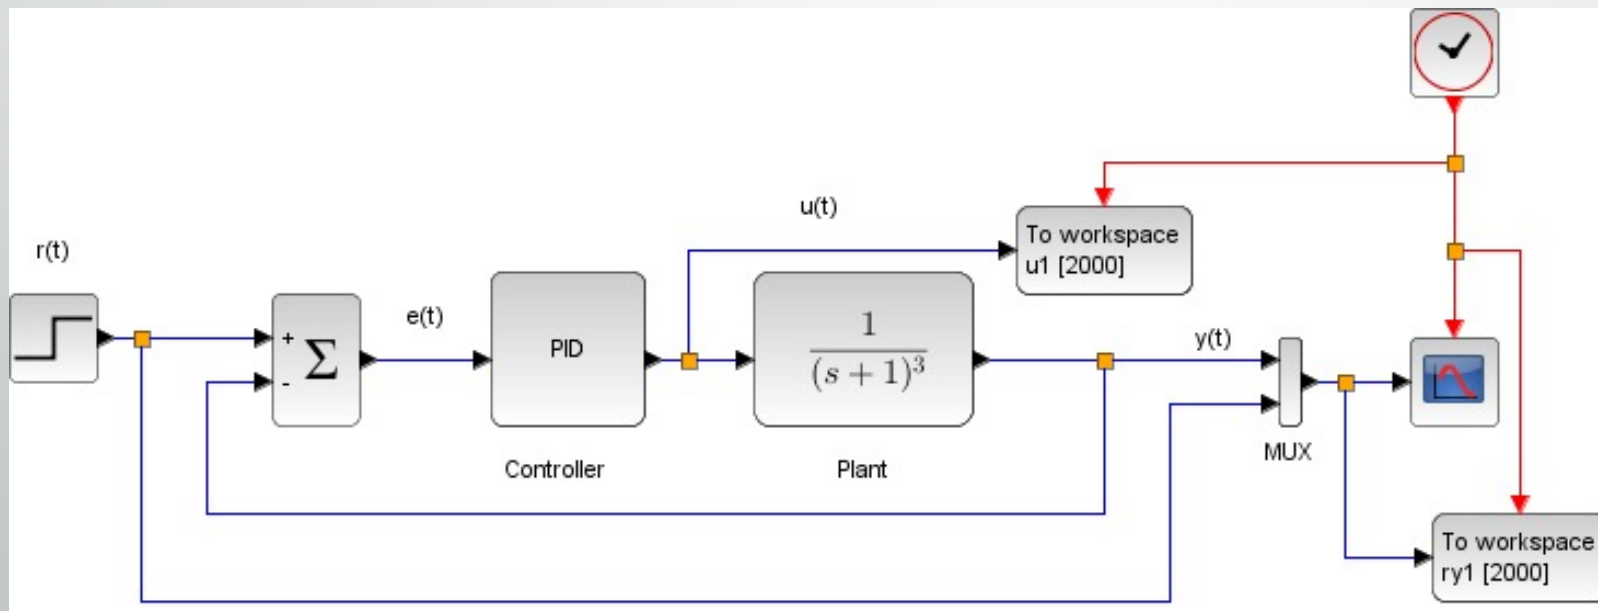 r(t)
+
-
Σ
e(t)
PID
Controller
u(t)
1
(s + 1)³
Plant
To workspace
u1 [2000]
y(t)
MUX
To workspace
ry1 [2000]